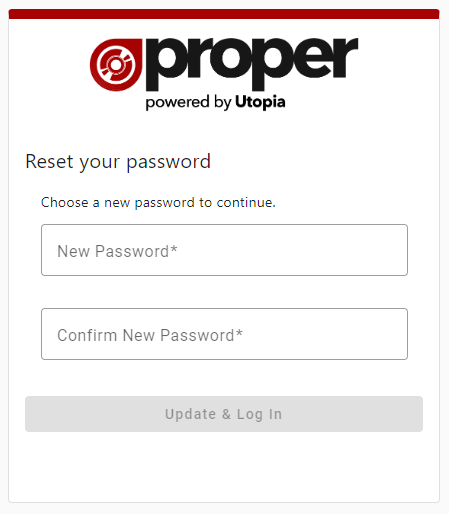 proper
powered by Utopia
Reset your password
Choose a new password to continue.
New Password*
Confirm New Password*
Update & Log In